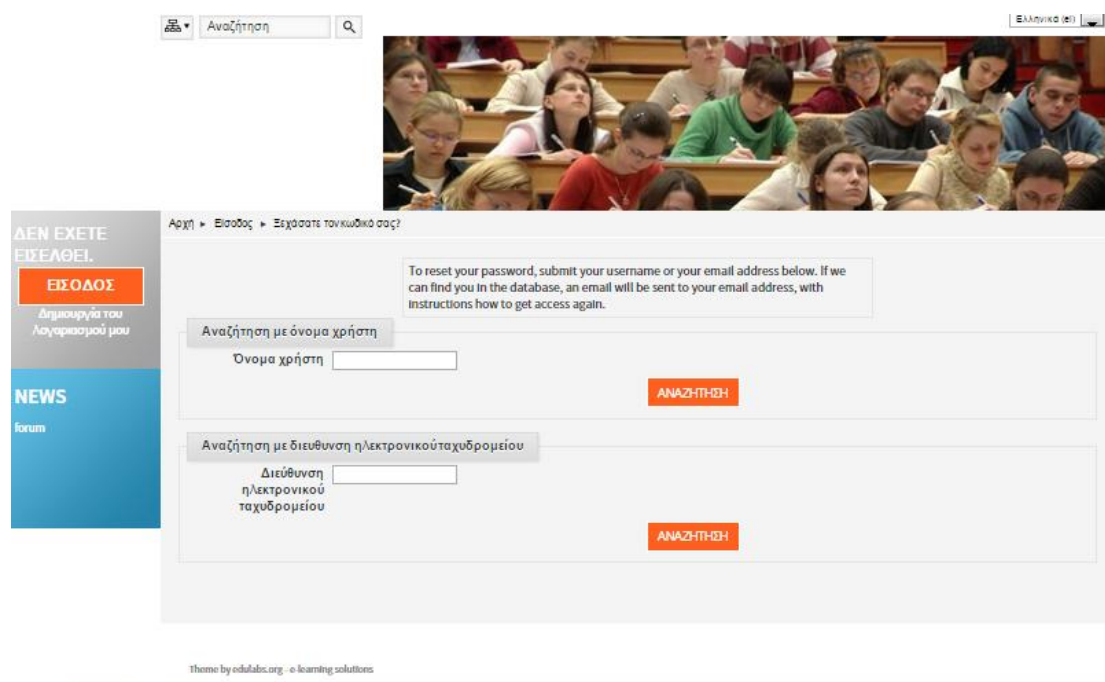 Αναζήτηση
Ελληνικά (el)
Αρχή ► Είσοδος ► Ξεχάσατε τον κωδικό σας?
ΔΕΝ ΕΧΕΤΕ
ΕΙΣΕΛΘΕΙ.
ΕΙΣΟΔΟΣ
Δημιουργία του
λογαριασμού μου
NEWS
forum
To reset your password, submit your username or your email address below. If we
can find you in the database, an email will be sent to your email address, with
instructions how to get access again.
Αναζήτηση με όνομα χρήστη
Όνομα χρήστη
ΑΝΑΖΗΤΗΣΗ
Αναζήτηση με διευθυνση ηλεκτρονικού ταχυδρομείου
Διεύθυνση
ηλεκτρονικού
ταχυδρομείου
ΑΝΑΖΗΤΗΣΗ
Theme by edulabs.org - e-learning solutions